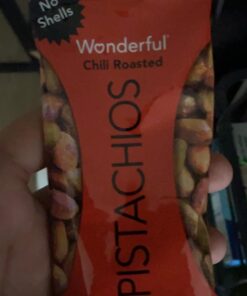 No
Shells
Wonderful
Chili Roasted
PISTACHIOS